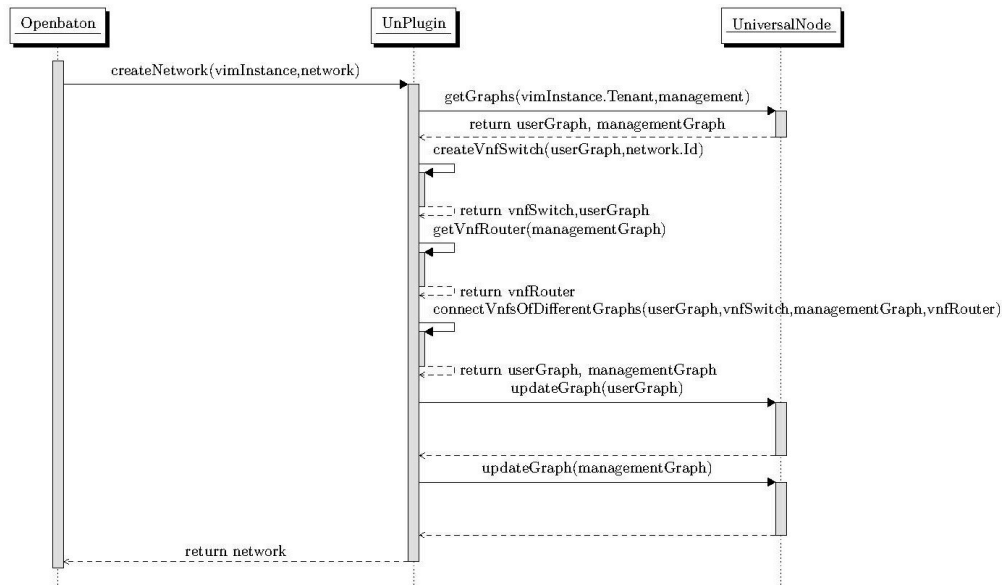 Openbaton
UnPlugin
UniversalNode
createNetwork(vimInstance,network)
getGraphs(vimInstance.Tenant,management)
return userGraph, managementGraph
createVnfSwitch(userGraph,network.Id)
return vnfSwitch,userGraph
getVnfRouter(managementGraph)
return vnfRouter
connectVnfsOfDifferentGraphs(userGraph,vnfSwitch,managementGraph,vnfRouter)
return userGraph, managementGraph
updateGraph(userGraph)
updateGraph(managementGraph)
return network